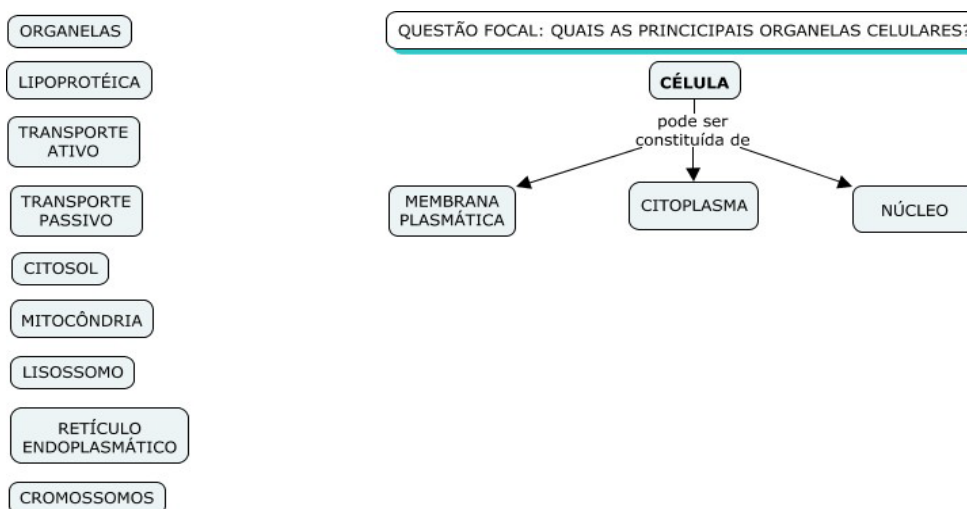 ORGANELAS
LIPOPROTÉICA
TRANSPORTE
ATIVO
TRANSPORTE
PASSIVO
CITOSOL
MITOCÔNDRIA
LISOSSOMO
RETÍCULO
ENDOPLASMÁTICO
CROMOSSOMOS
QUESTÃO FOCAL: QUAIS AS PRINCICIPAIS ORGANELAS CELULARES?
CÉLULA
pode ser
constituída de
MEMBRANA
PLASMÁTICA
CITOPLASMA
NÚCLEO